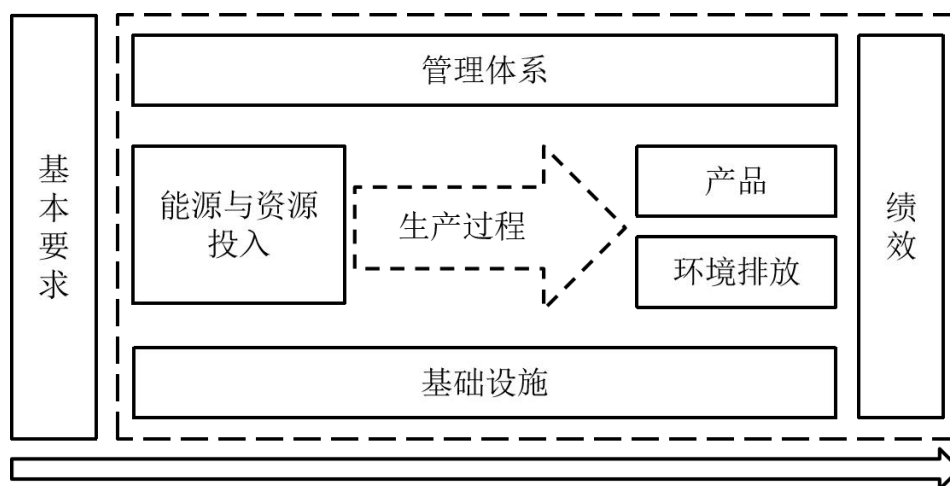 基本要求
管理体系
能源与资源
投入
生产过程
产品
环境排放
基础设施
绩效